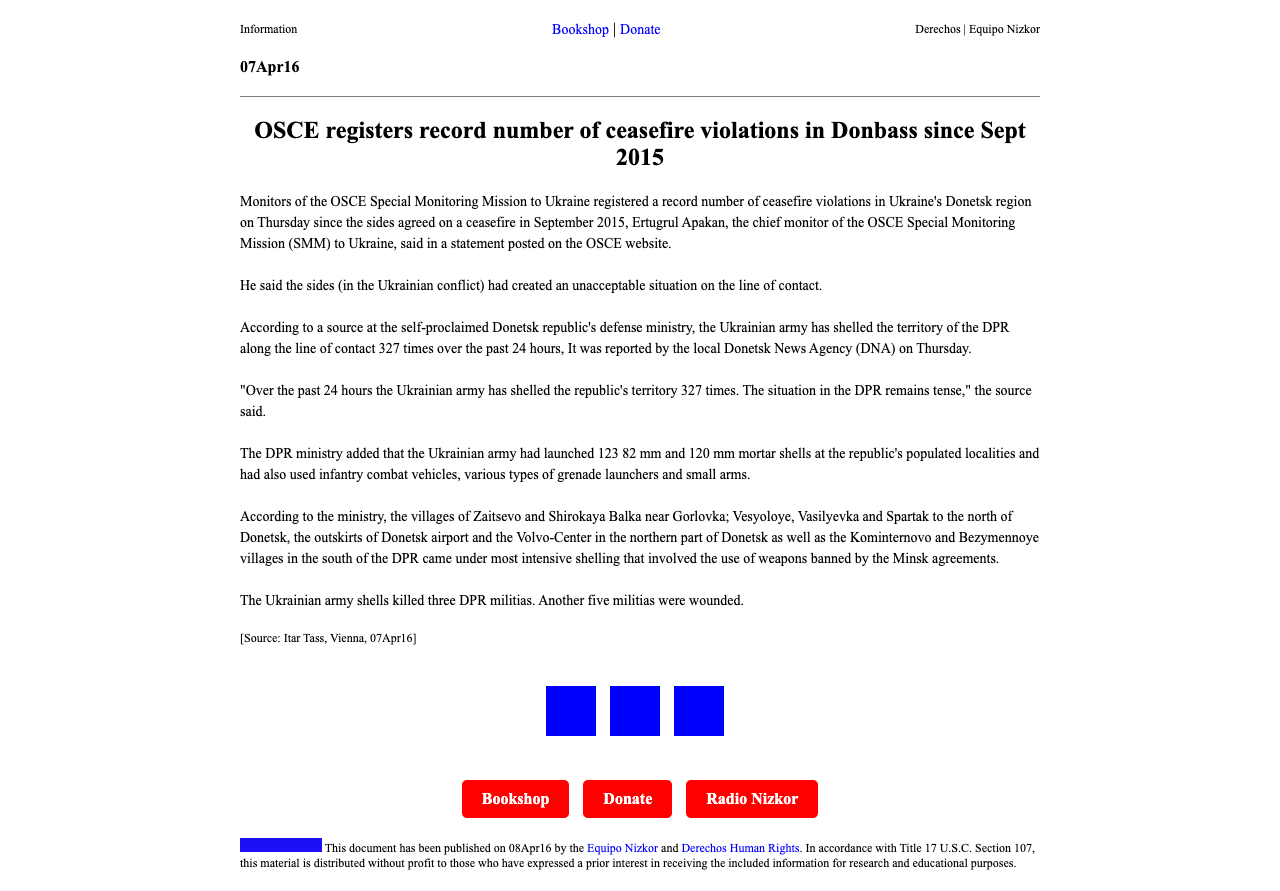 Information
Bookshop | Donate
Derechos | Equipo Nizkor
07Apr16
OSCE registers record number of ceasefire violations in Donbass since Sept
2015
Monitors of the OSCE Special Monitoring Mission to Ukraine registered a record number of ceasefire violations in Ukraine's Donetsk region
on Thursday since the sides agreed on a ceasefire in September 2015, Ertugrul Apakan, the chief monitor of the OSCE Special Monitoring
Mission (SMM) to Ukraine, said in a statement posted on the OSCE website.
He said the sides (in the Ukrainian conflict) had created an unacceptable situation on the line of contact.
According to a source at the self-proclaimed Donetsk republic's defense ministry, the Ukrainian army has shelled the territory of the DPR
along the line of contact 327 times over the past 24 hours, It was reported by the local Donetsk News Agency (DNA) on Thursday.
"Over the past 24 hours the Ukrainian army has shelled the republic's territory 327 times. The situation in the DPR remains tense," the source
said.
The DPR ministry added that the Ukrainian army had launched 123 82 mm and 120 mm mortar shells at the republic's populated localities and
had also used infantry combat vehicles, various types of grenade launchers and small arms.
According to the ministry, the villages of Zaitsevo and Shirokaya Balka near Gorlovka; Vesyoloye, Vasilyevka and Spartak to the north of
Donetsk, the outskirts of Donetsk airport and the Volvo-Center in the northern part of Donetsk as well as the Kominternovo and Bezymennoye
villages in the south of the DPR came under most intensive shelling that involved the use of weapons banned by the Minsk agreements.
The Ukrainian army shells killed three DPR militias. Another five militias were wounded.
[Source: Itar Tass, Vienna, 07Apr16]
Bookshop
Donate
Radio Nizkor
This document has been published on 08Apr16 by the Equipo Nizkor and Derechos Human Rights. In accordance with Title 17 U.S.C. Section 107,
this material is distributed without profit to those who have expressed a prior interest in receiving the included information for research and educational purposes.